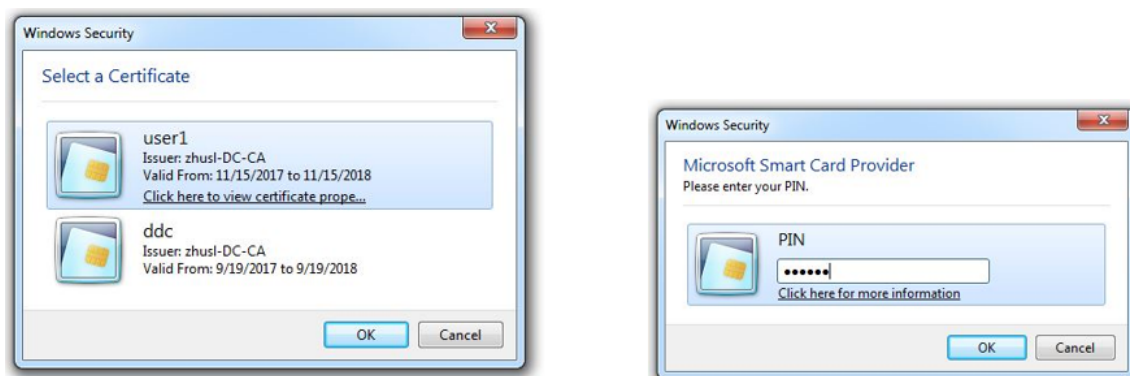 Windows Security
Select a Certificate
user1
Issuer: zhusl-DC-CA
Valid From: 11/15/2017 to 11/15/2018
Click here to view certificate prope...
ddc
Issuer: zhusl-DC-CA
Valid From: 9/19/2017 to 9/19/2018
OK
Cancel
Windows Security
Microsoft Smart Card Provider
Please enter your PIN.
PIN
••••••
Click here for more information
OK
Cancel